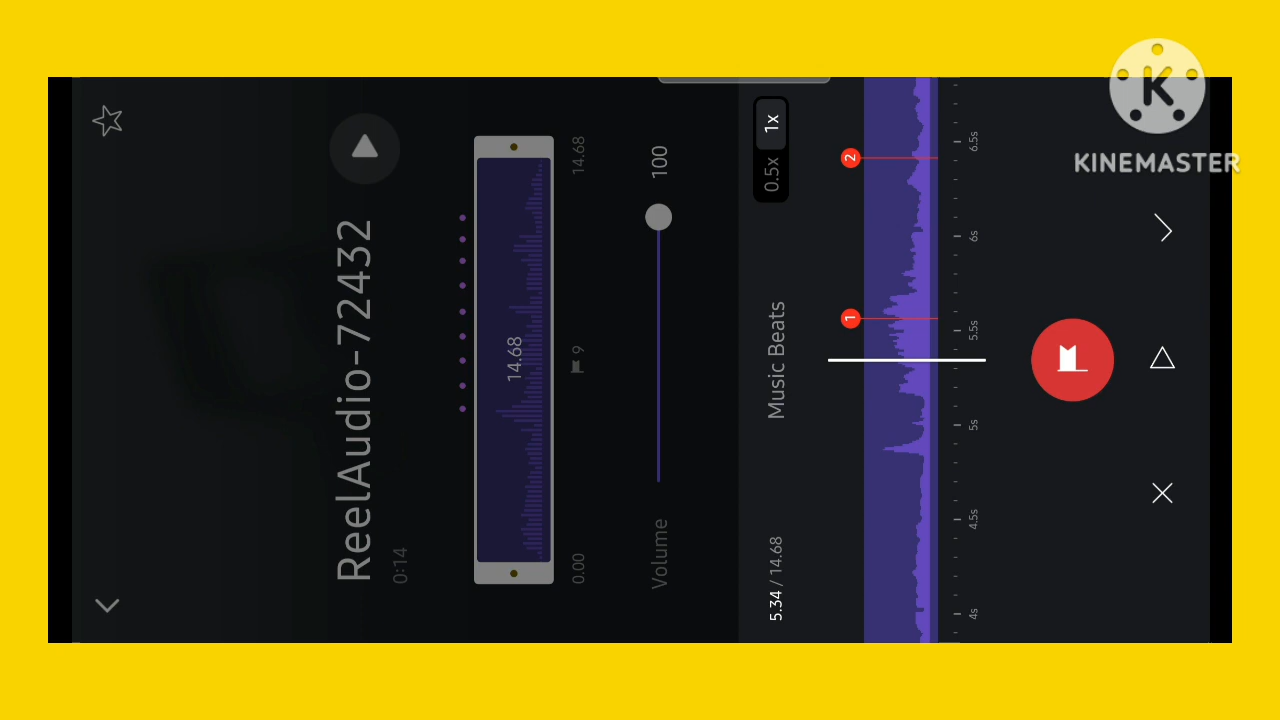 ReelAudio-72432
0:14
14.68
0.00
9
14.68
Volume
100
5.34 / 14.68
Music Beats
0.5x
1x
1
2
4s
4.5s
5s
5.5s
6s
6.5s
K
KINEMASTER